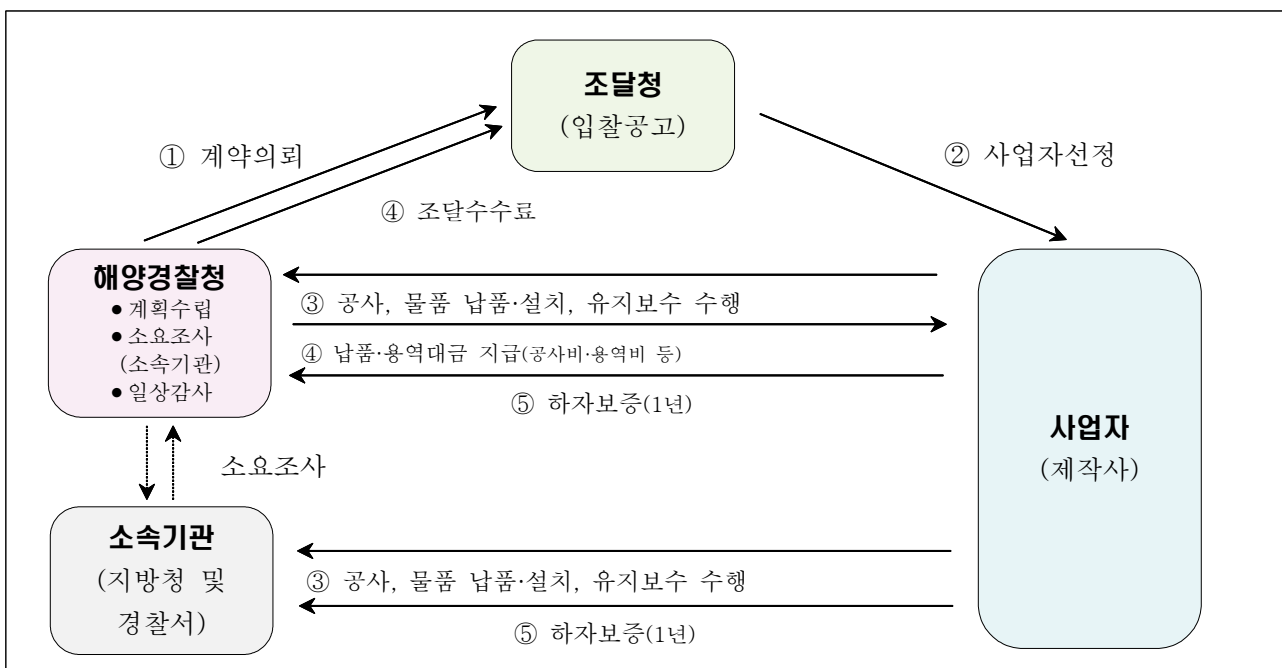 조달청
(입찰공고)
① 계약의뢰
② 사업자선정
④ 조달수수료
해양경찰청
● 계획수립
● 소요조사
(소속기관)
● 일상감사
③ 공사, 물품 납품·설치, 유지보수 수행
④ 납품·용역대금 지급(공사비·용역비 등)
⑤ 하자보증(1년)
사업자
(제작사)
소요조사
소속기관
(지방청 및
경찰서)
③ 공사, 물품 납품·설치, 유지보수 수행
⑤ 하자보증(1년)